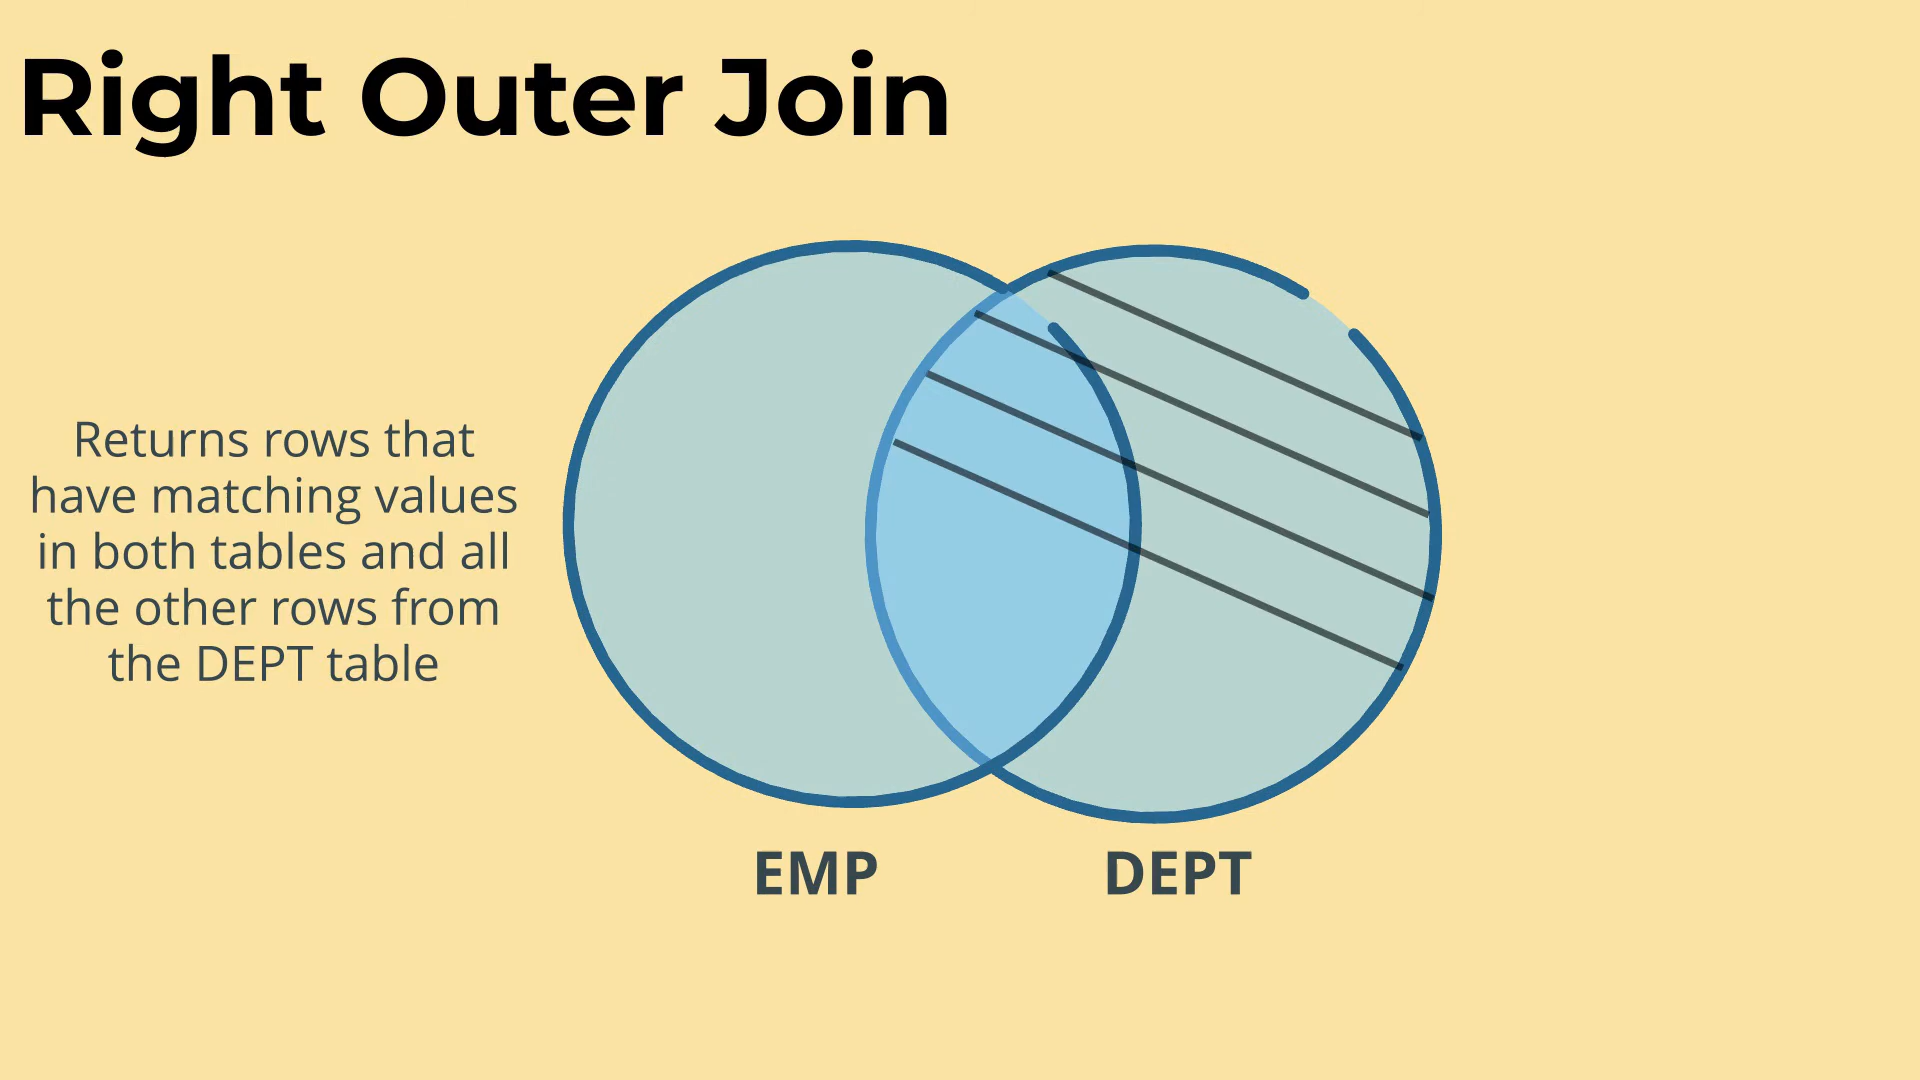 Right Outer Join
Returns rows that
have matching values
in both tables and all
the other rows from
the DEPT table
EMP
DEPT